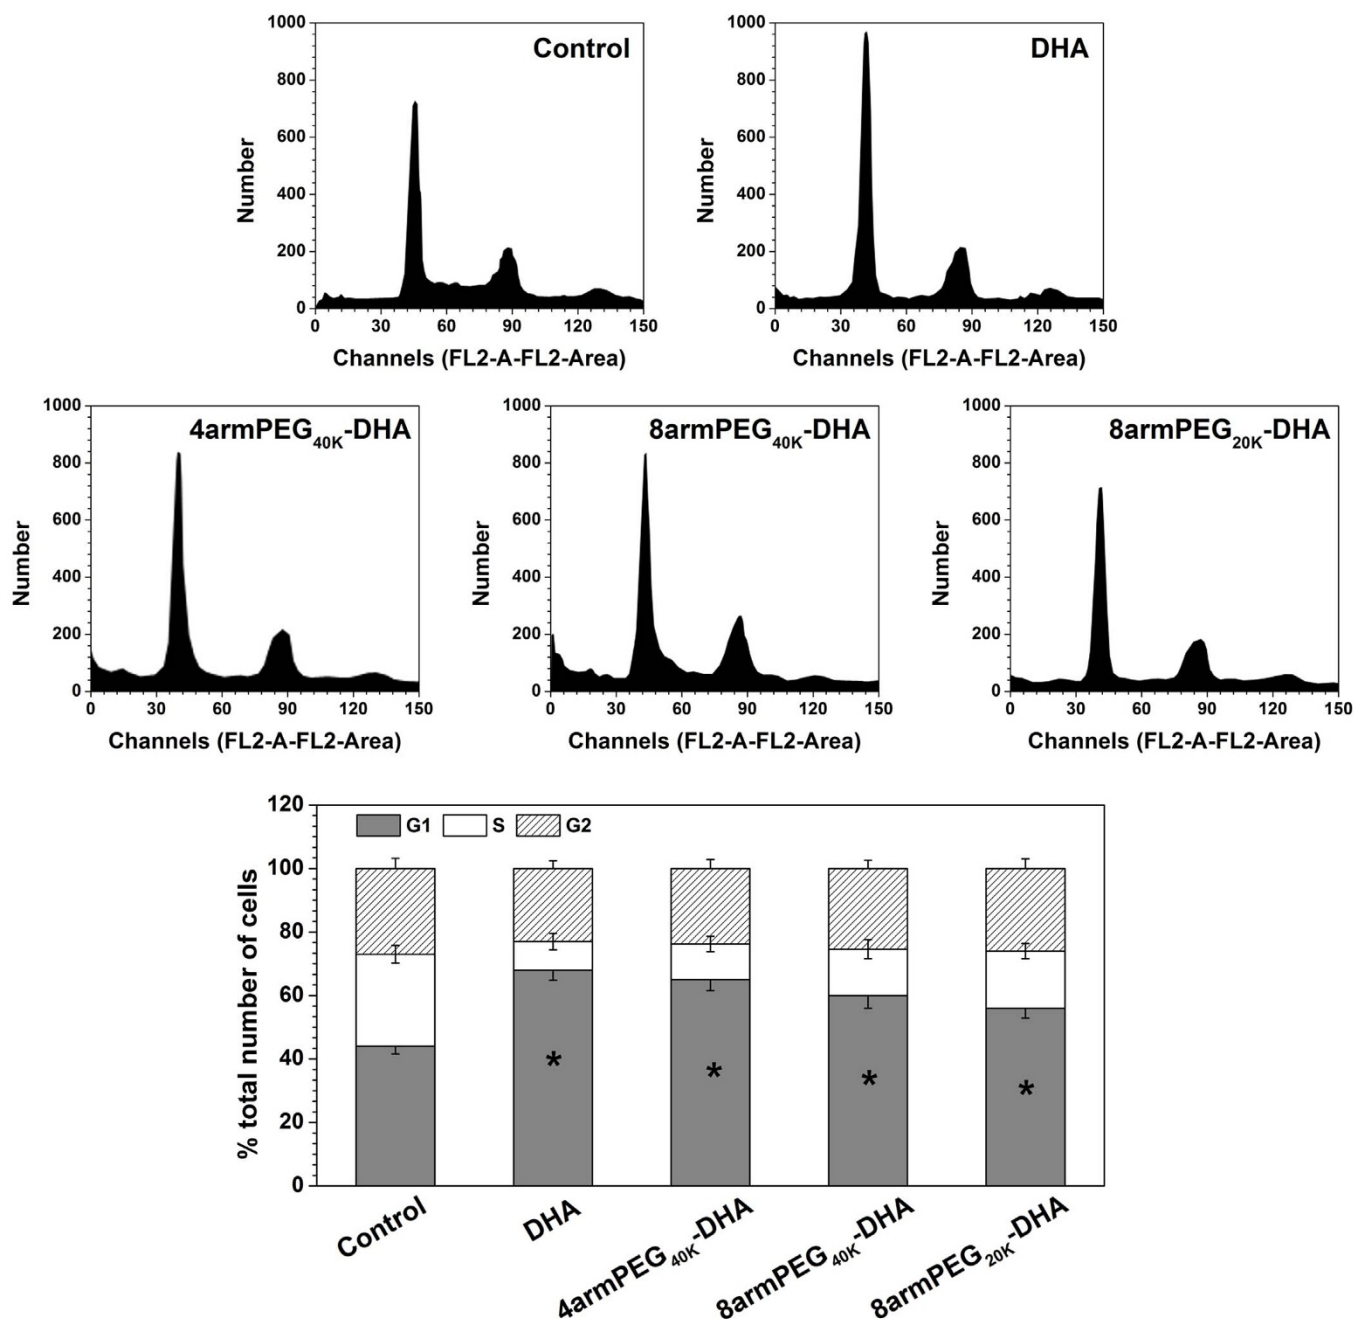 Control
1000
800
600
400
200
0
Number
0 30 60 90 120 150
Channels (FL2-A-FL2-Area)
DHA
1000
800
600
400
200
0
Number
0 30 60 90 120 150
Channels (FL2-A-FL2-Area)
4armPEG40K-DHA
1000
800
600
400
200
0
Number
0 30 60 90 120 150
Channels (FL2-A-FL2-Area)
8armPEG40K-DHA
1000
800
600
400
200
0
Number
0 30 60 90 120 150
Channels (FL2-A-FL2-Area)
8armPEG20K-DHA
1000
800
600
400
200
0
Number
0 30 60 90 120 150
Channels (FL2-A-FL2-Area)
G1 S G2
120
100
80
60
40
20
0
% total number of cells
* * * *
Control
DHA
4armPEG40K-DHA
8armPEG40K-DHA
8armPEG20K-DHA